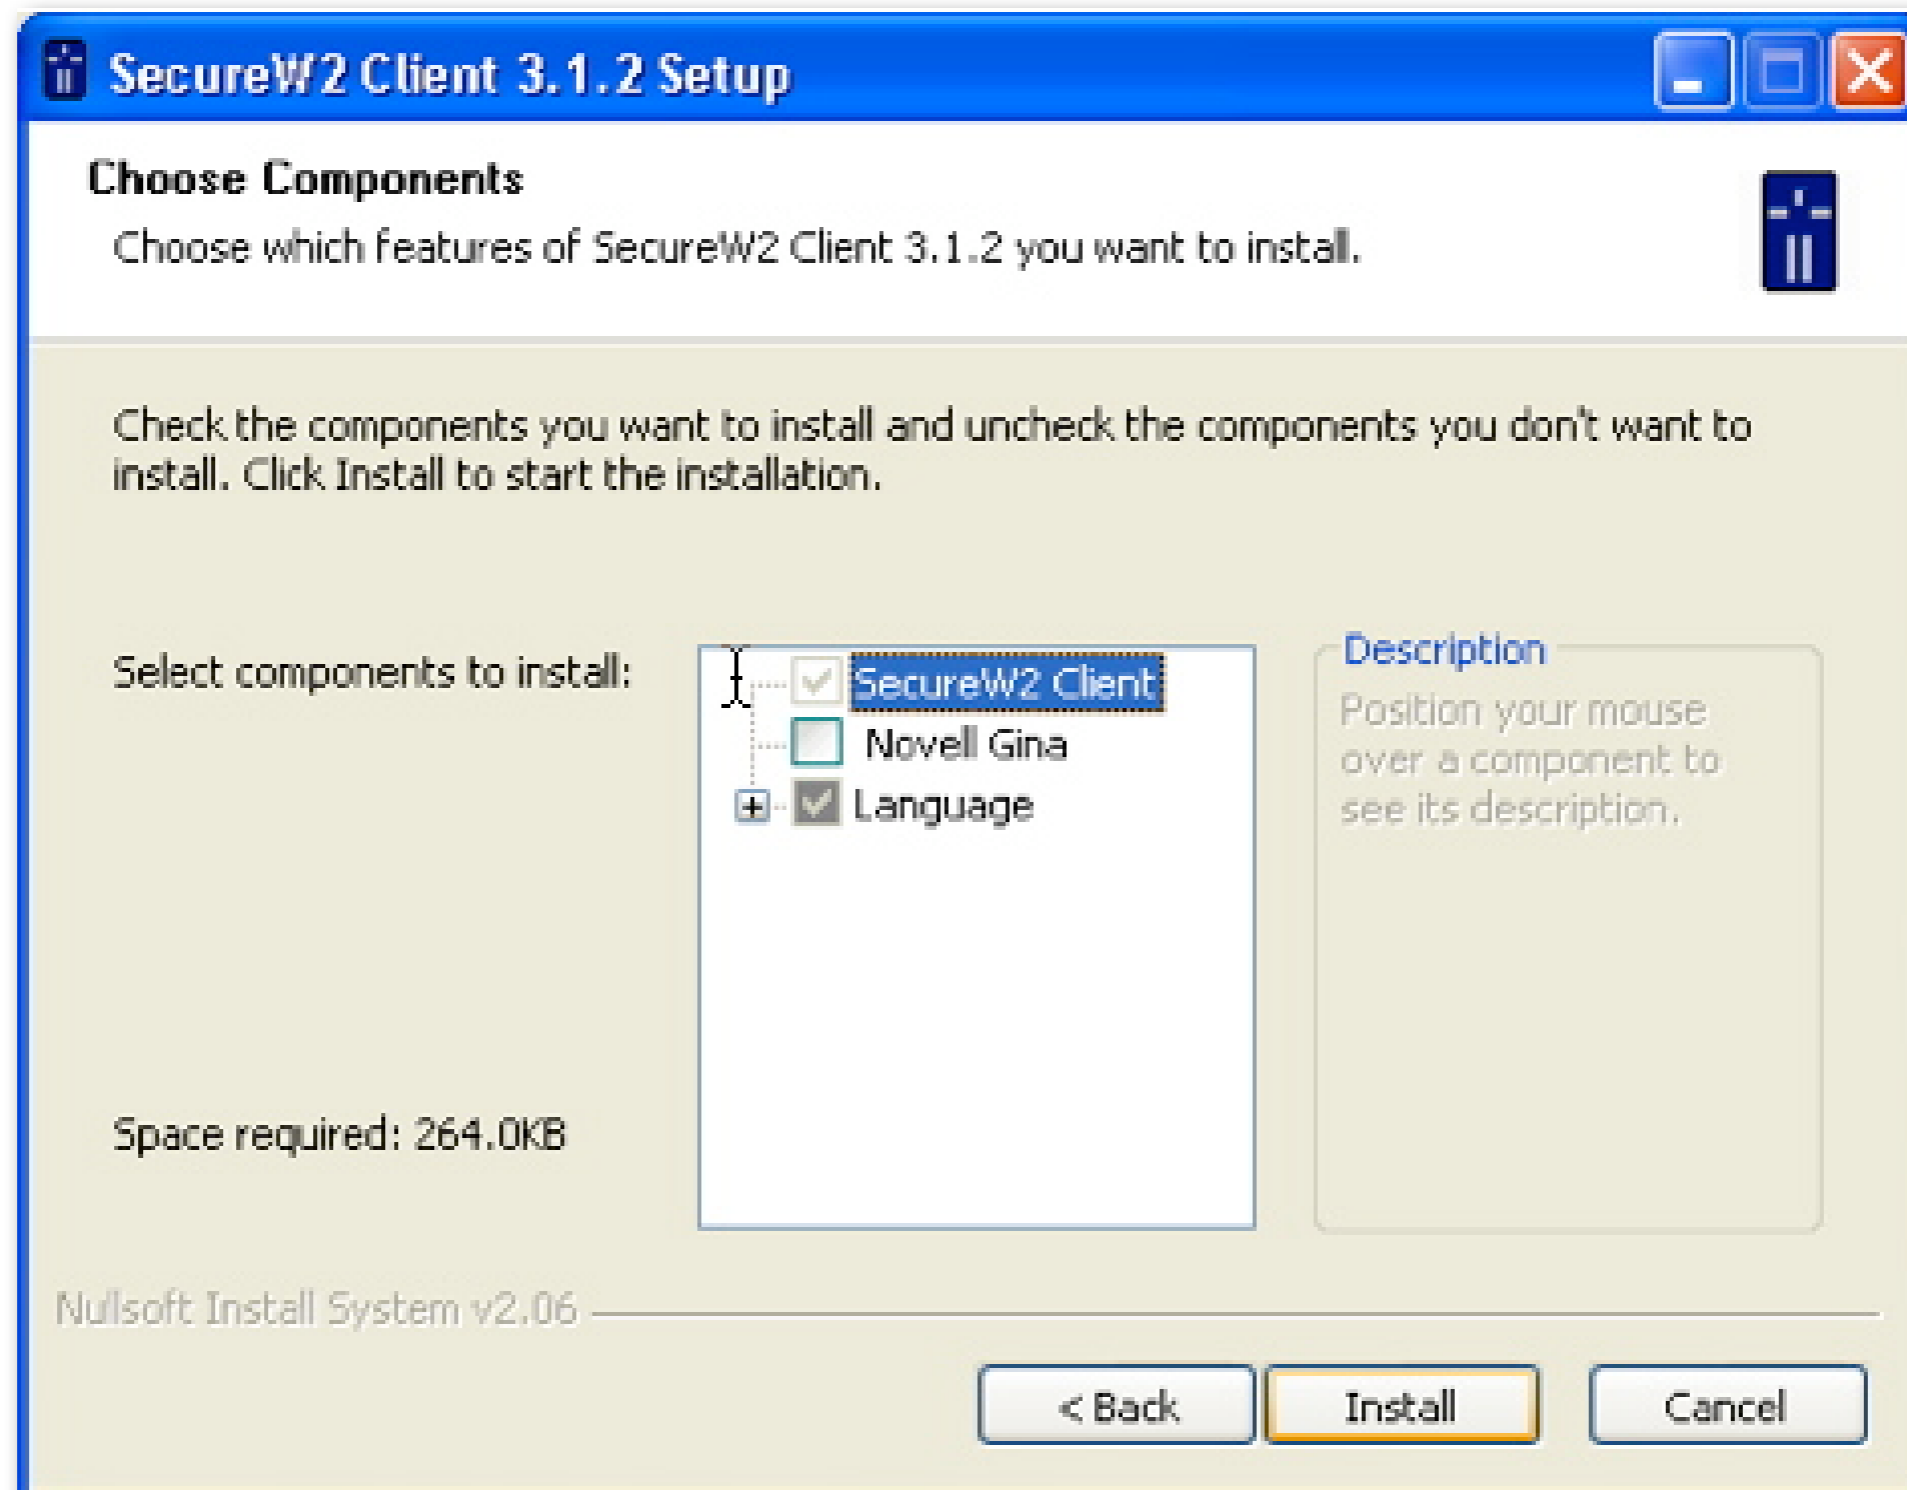 SecureW2 Client 3.1.2 Setup
Choose Components
Choose which features of SecureW2 Client 3.1.2 you want to install.
Check the components you want to install and uncheck the components you don't want to
install. Click Install to start the installation.
Select components to install:
SecureW2 Client
Novell Gina
Language
Description
Position your mouse
over a component to
see its description.
Space required: 264.0KB
Nullsoft Install System v2.06
< Back
Install
Cancel